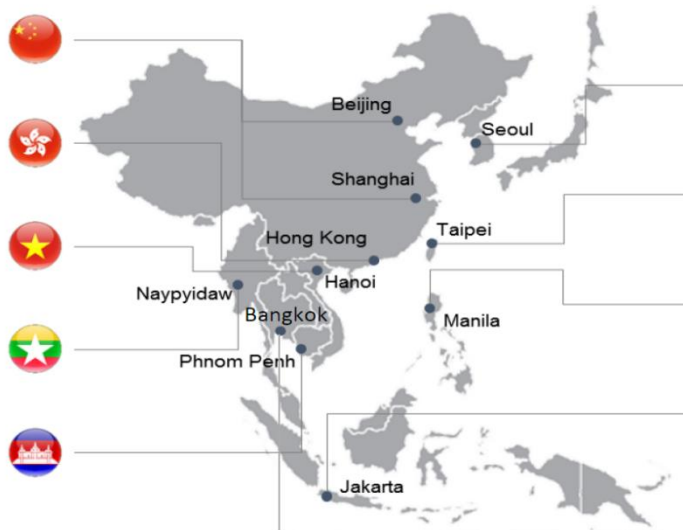 Beijing
Seoul
Shanghai
Taipei
Hong Kong
Hanoi
Naypyidaw
Bangkok
Manila
Phnom Penh
Jakarta